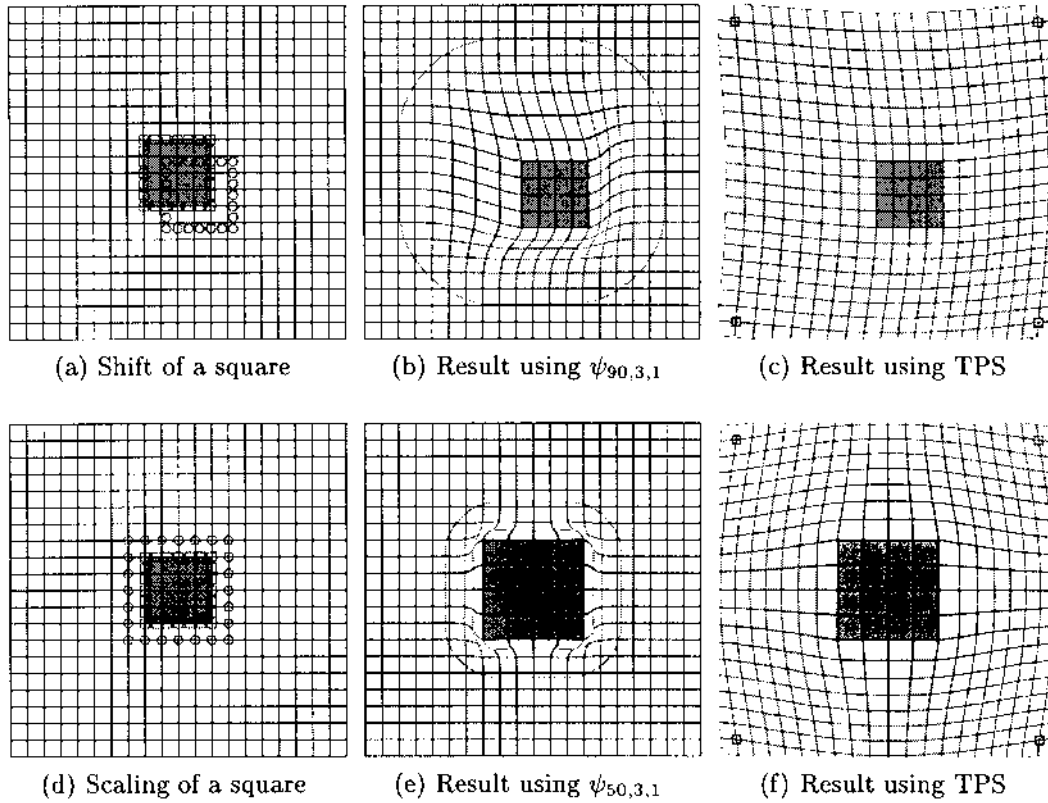 (a) Shift of a square
(b) Result using ψ90,3,1
(c) Result using TPS
(d) Scaling of a square
(e) Result using ψ50,3,1
(f) Result using TPS